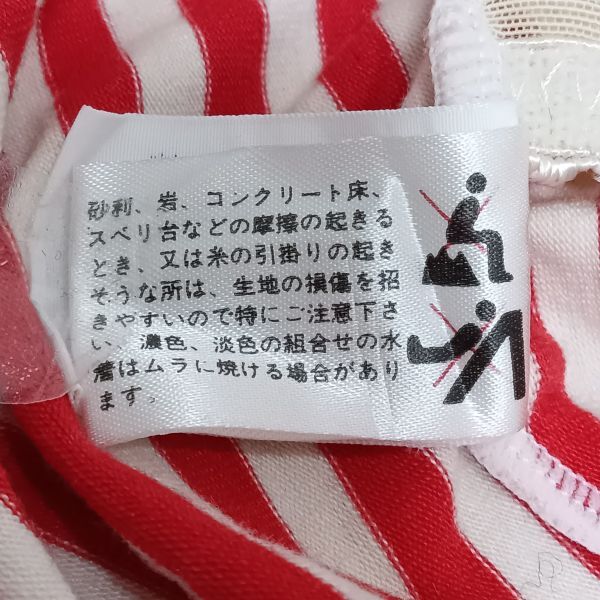 砂利、岩、コンクリート床、
スベリ台などの摩擦の起きる
とき、又は糸の引掛りの起き
そうな所は、生地の損傷を招
きやすいので特にご注意下さ
い、濃色、淡色の組合せの水
着はムラに焼ける場合があり
ます。